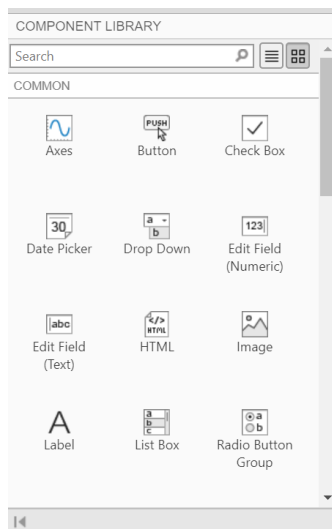 COMPONENT LIBRARY
Search
COMMON
PUSH
Axes
Button
Check Box
30
a
b
123
Date Picker
Drop Down
Edit Field
(Numeric)
abc
</>
HTML
Edit Field
(Text)
HTML
Image
A
a
b
c
a
b
Label
List Box
Radio Button
Group